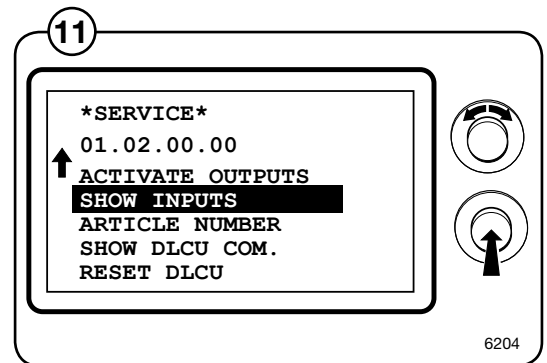 11
*SERVICE*
01.02.00.00
ACTIVATE OUTPUTS
SHOW INPUTS
ARTICLE NUMBER
SHOW DLCU COM.
RESET DLCU
6204